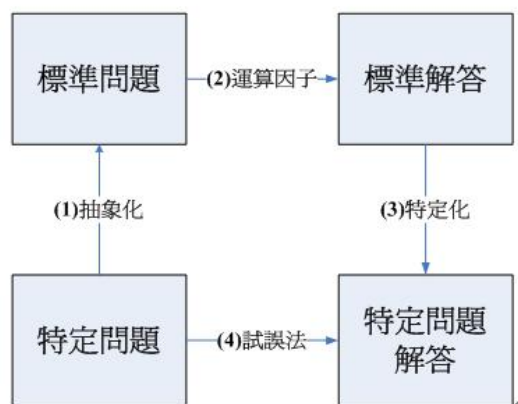 標準問題
(2)運算因子
標準解答
(1)抽象化
(3)特定化
特定問題
(4)試誤法
特定問題
解答